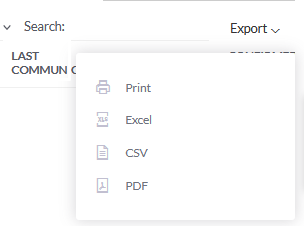 Search:
Export
LAST
COMMUN
Print
Excel
CSV
PDF